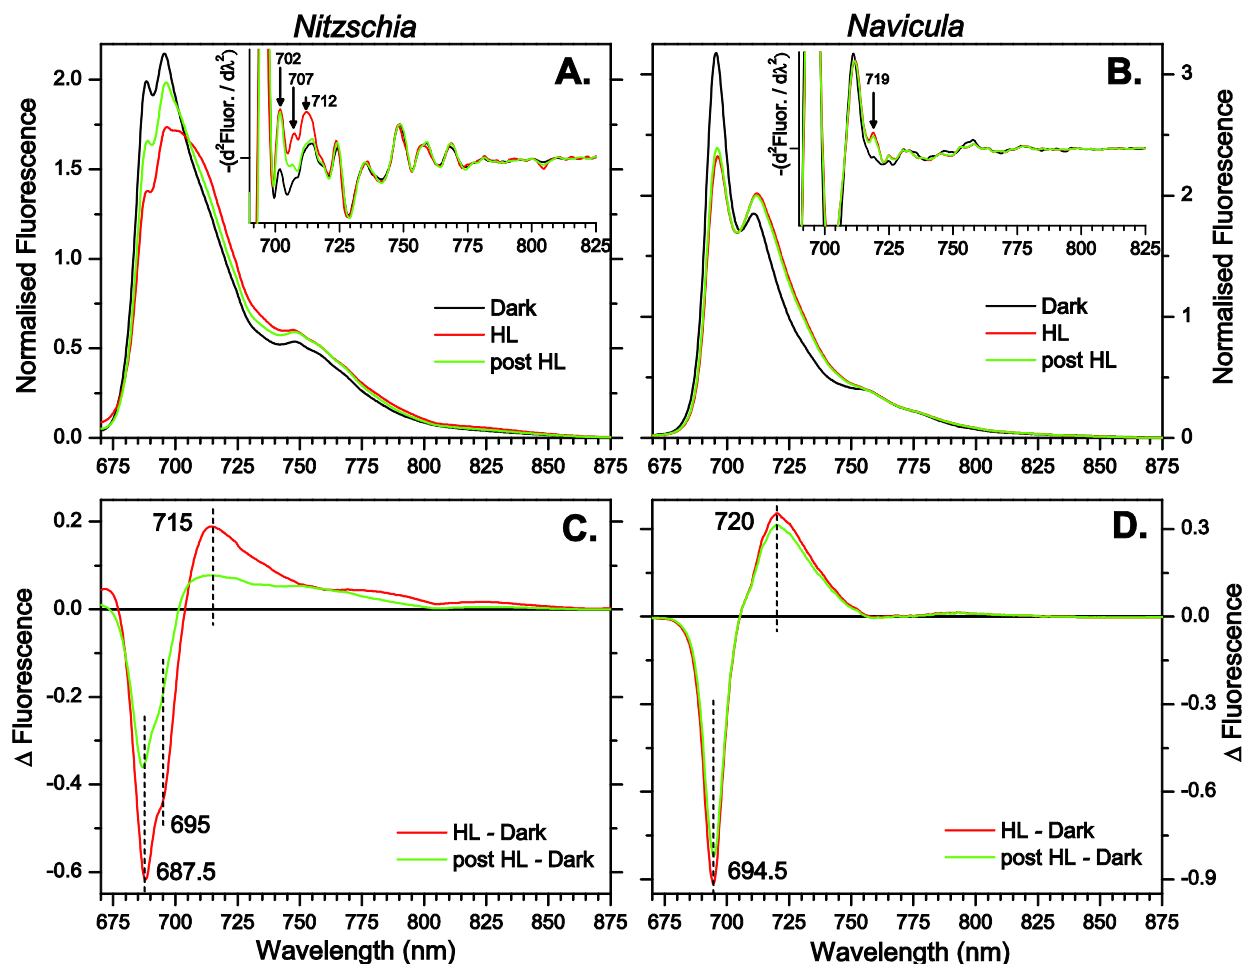 Nitzschia
Navicula
A.
-(d²Fluor. / dλ²)
702
707
712
700 725 750 775 800 825
2.0
1.5
1.0
0.5
0.0
Normalised Fluorescence
Dark
HL
post HL
675 700 725 750 775 800 825 850 875
B.
-(d²Fluor. / dλ²)
719
700 725 750 775 800 825
3
2
1
0
Normalised Fluorescence
Dark
HL
post HL
675 700 725 750 775 800 825 850 875
C.
715
0.2
0.0
-0.2
-0.4
-0.6
Δ Fluorescence
695
687.5
HL - Dark
post HL - Dark
675 700 725 750 775 800 825 850 875
Wavelength (nm)
D.
720
0.3
0.0
-0.3
-0.6
-0.9
Δ Fluorescence
694.5
HL - Dark
post HL - Dark
675 700 725 750 775 800 825 850 875
Wavelength (nm)